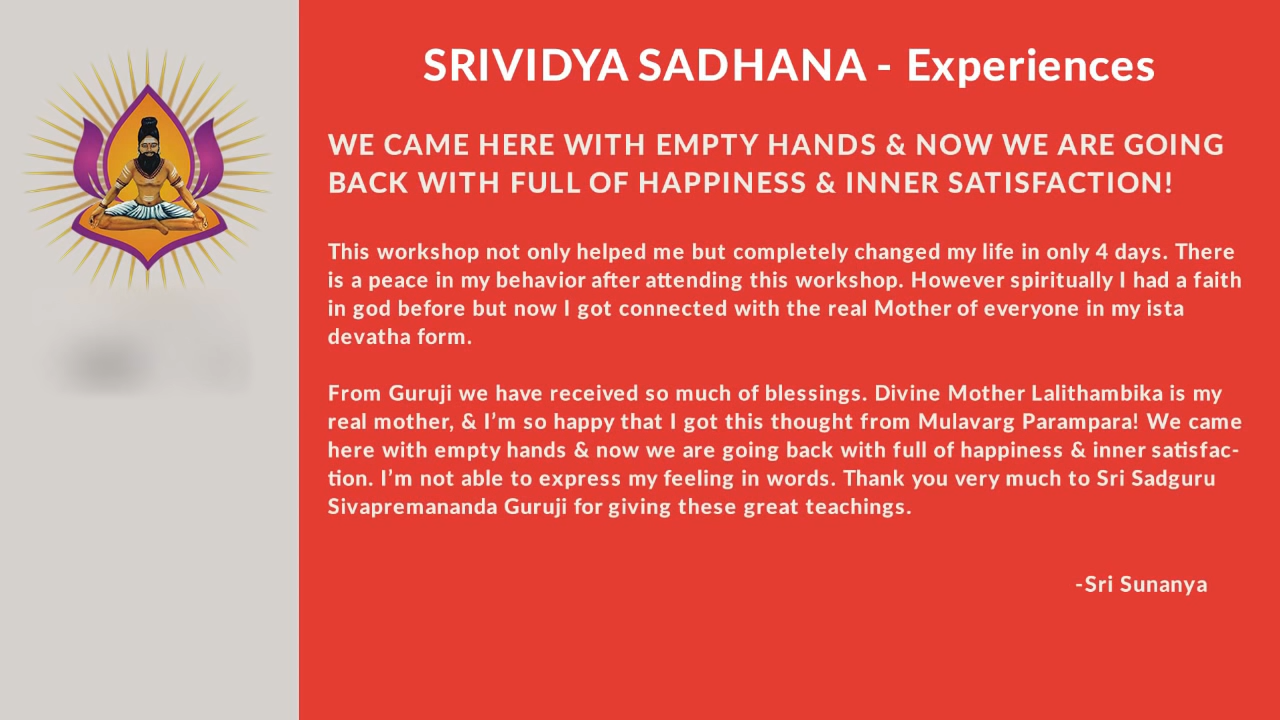 SRIVIDYA SADHANA - Experiences
WE CAME HERE WITH EMPTY HANDS & NOW WE ARE GOING
BACK WITH FULL OF HAPPINESS & INNER SATISFACTION!
This workshop not only helped me but completely changed my life in only 4 days. There
is a peace in my behavior after attending this workshop. However spiritually I had a faith
in god before but now I got connected with the real Mother of everyone in my ista
devatha form.
From Guruji we have received so much of blessings. Divine Mother Lalithambika is my
real mother, & I’m so happy that I got this thought from Mulavarg Parampara! We came
here with empty hands & now we are going back with full of happiness & inner satisfac-
tion. I’m not able to express my feeling in words. Thank you very much to Sri Sadguru
Sivapremananda Guruji for giving these great teachings.
-Sri Sunanya